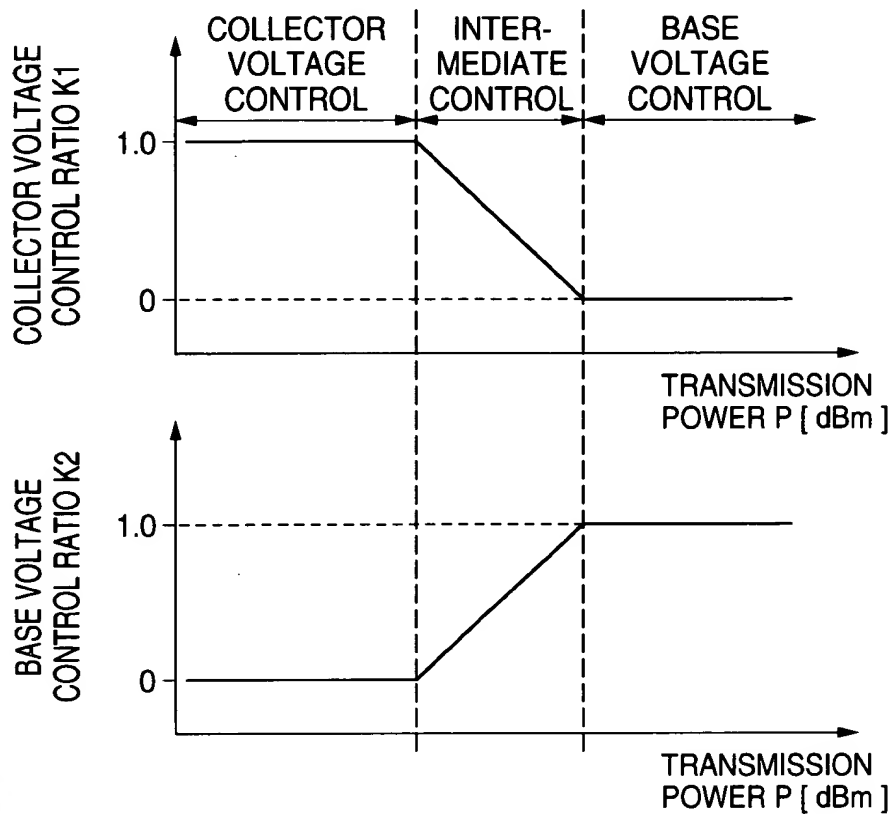 COLLECTOR
VOLTAGE
CONTROL
INTER-
MEDIATE
CONTROL
BASE
VOLTAGE
CONTROL
COLLECTOR VOLTAGE
CONTROL RATIO K1
1.0
0
TRANSMISSION
POWER P [ dBm ]
BASE VOLTAGE
CONTROL RATIO K2
1.0
0
TRANSMISSION
POWER P [ dBm ]